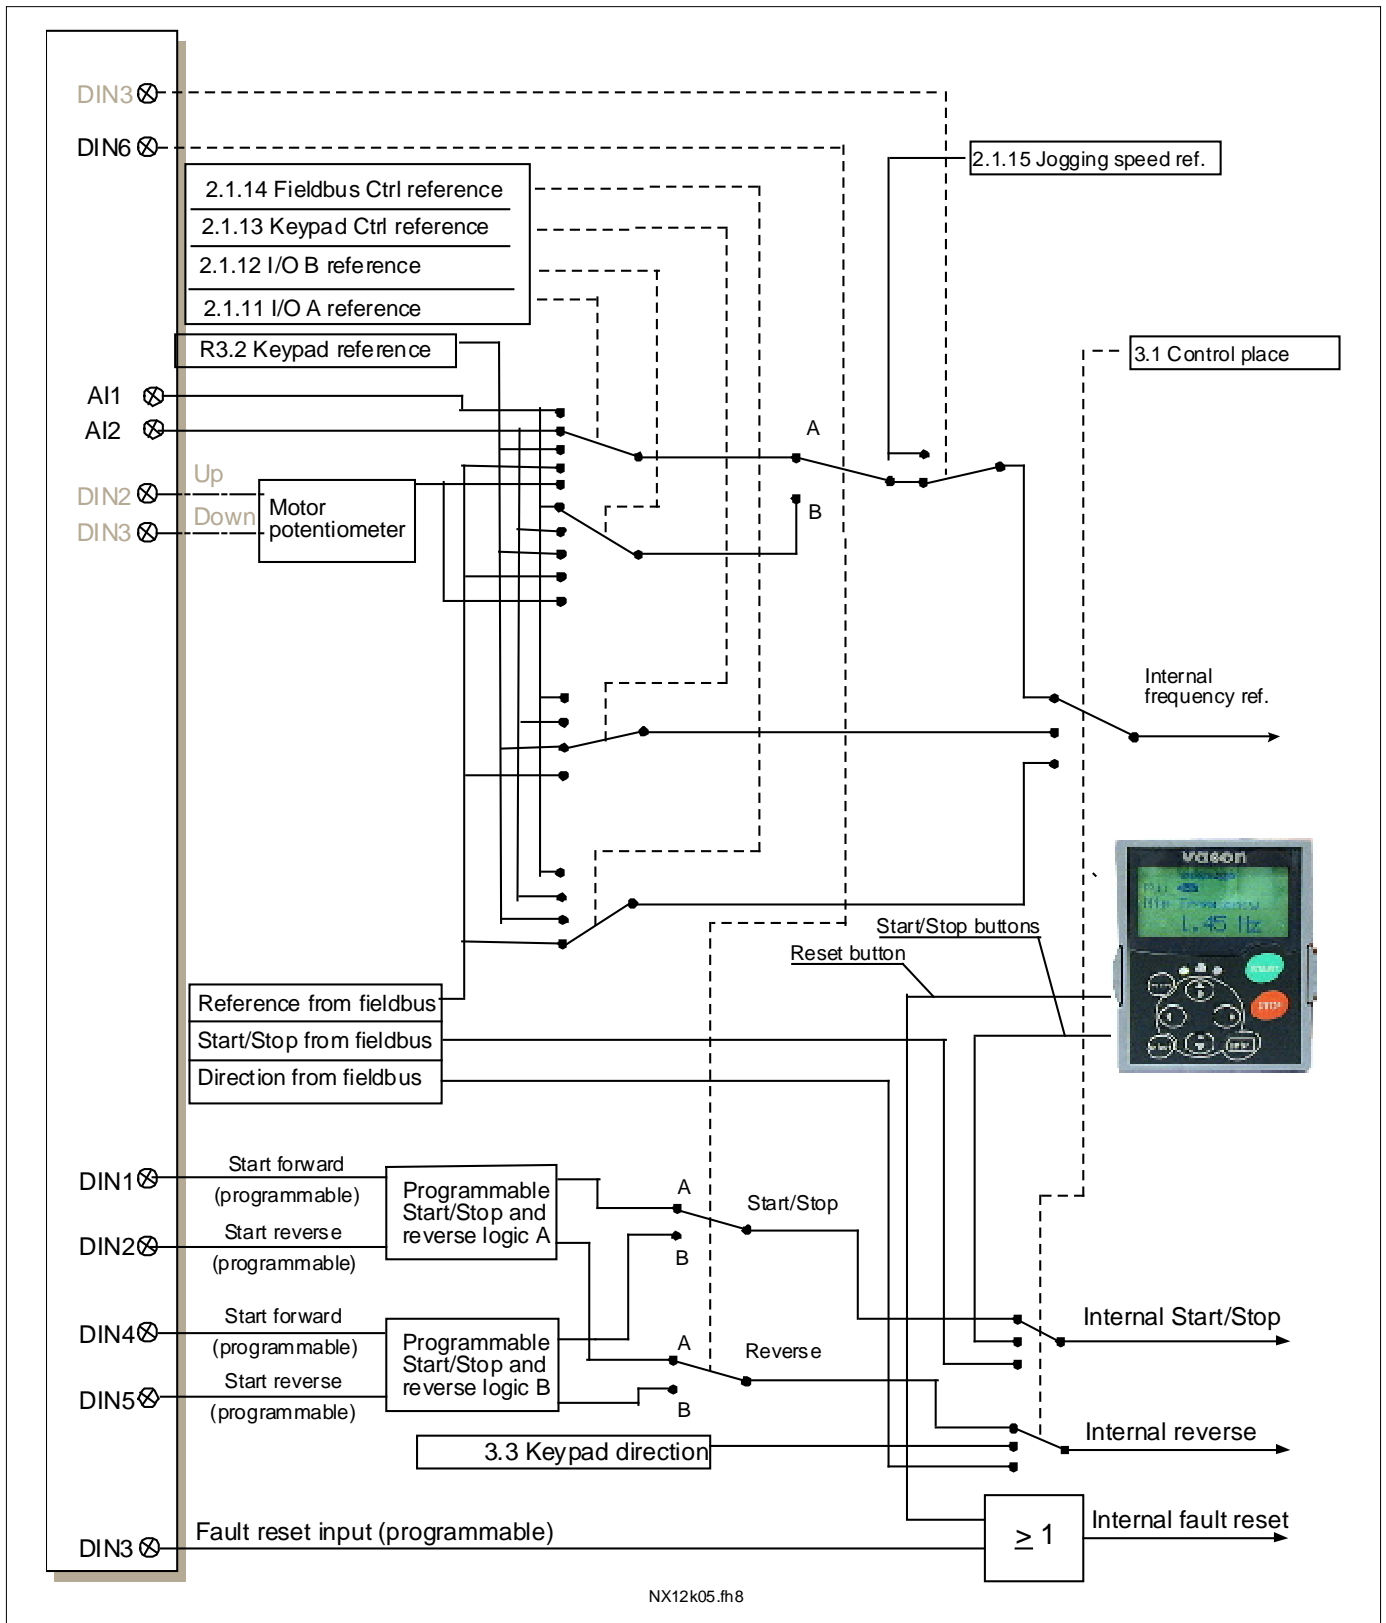 DIN3
DIN6
2.1.15 Jogging speed ref.
2.1.14 Fieldbus Ctrl reference
2.1.13 Keypad Ctrl reference
2.1.12 I/O B reference
2.1.11 I/O A reference
R3.2 Keypad reference
3.1 Control place
AI1
AI2
A
B
Up
DIN2
Down
DIN3
Motor
potentiometer
Internal
frequency ref.
vacon
1.45 Hz
START
STOP
Start/Stop buttons
Reset button
Reference from fieldbus
Start/Stop from fieldbus
Direction from fieldbus
DIN1
Start forward
(programmable)
DIN2
Start reverse
(programmable)
Programmable
Start/Stop and
reverse logic A
A
B
Start/Stop
DIN4
Start forward
(programmable)
DIN5
Start reverse
(programmable)
Programmable
Start/Stop and
reverse logic B
A
B
Reverse
Internal Start/Stop
Internal reverse
3.3 Keypad direction
DIN3
Fault reset input (programmable)
≥ 1
Internal fault reset
NX12k05.fh8